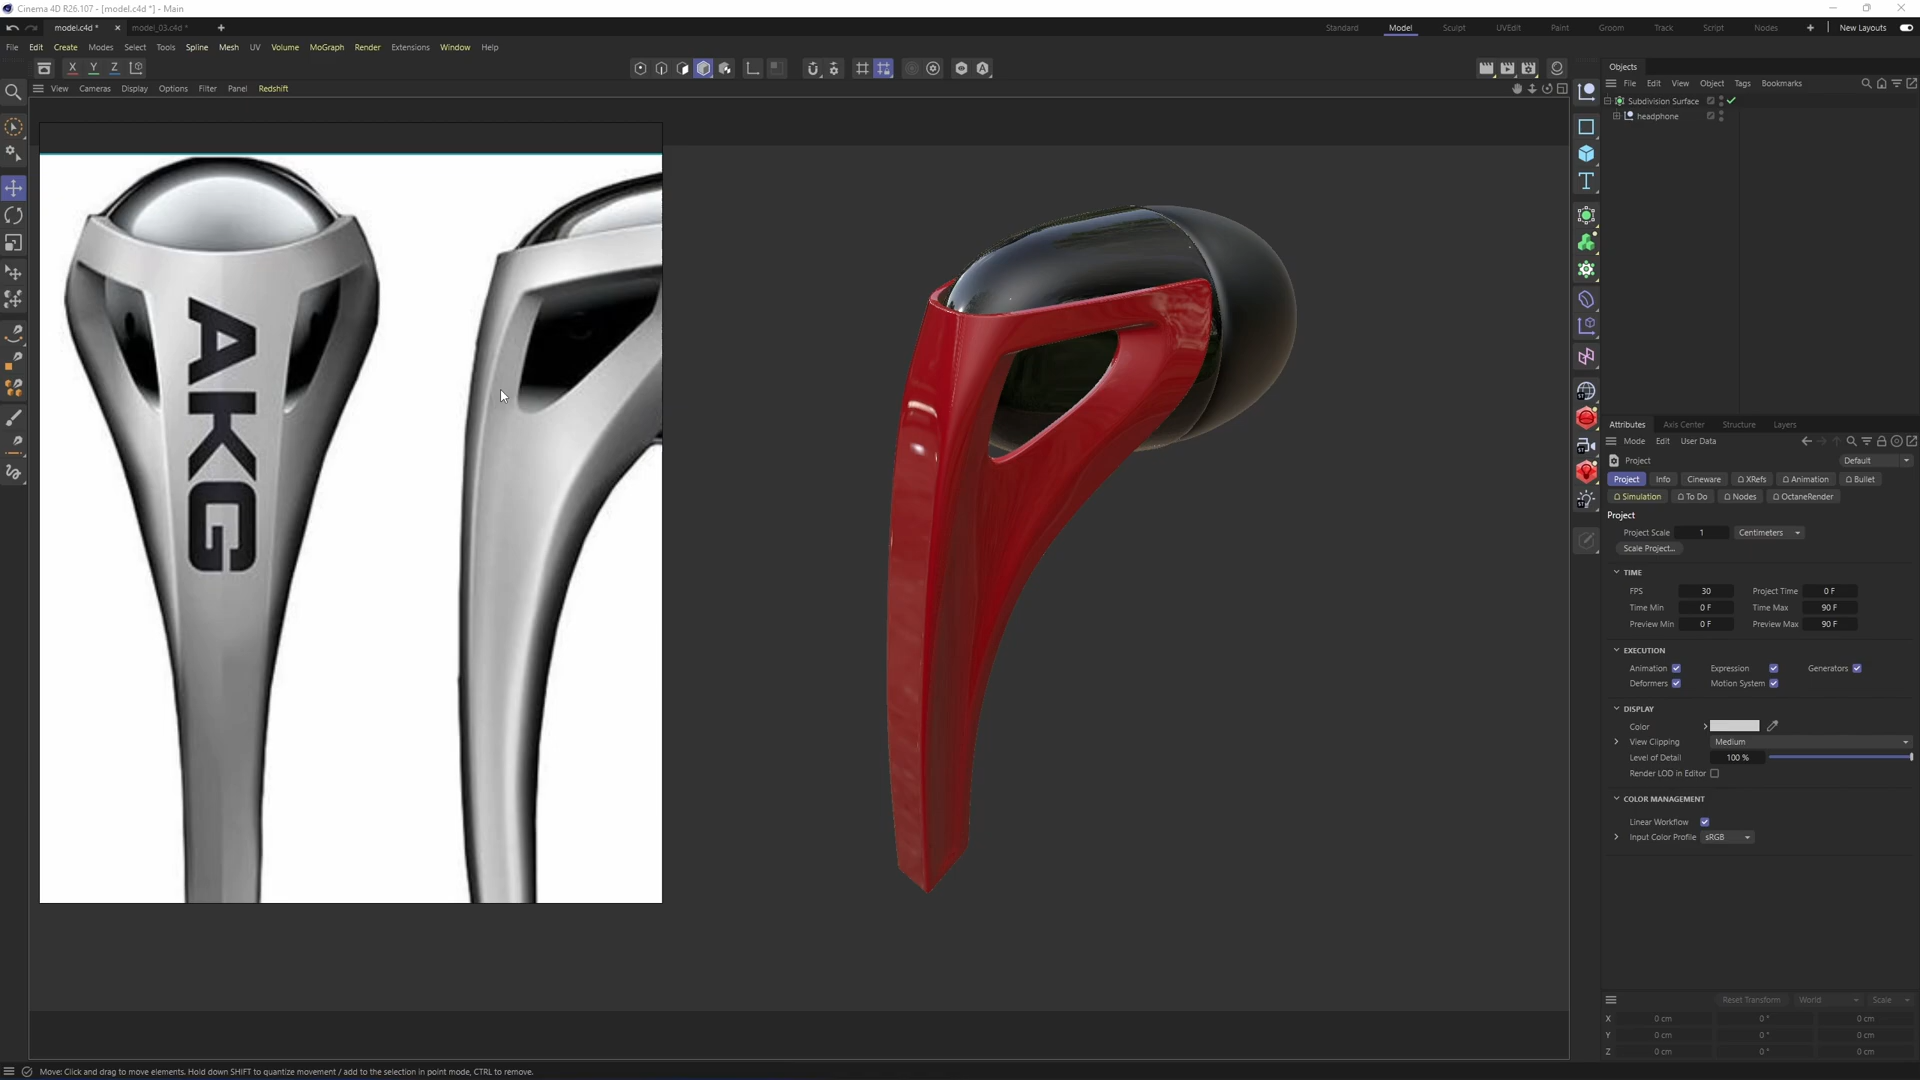 Cinema 4D R26.107 - [model.c4d *] - Main
model.c4d *
model_03.c4d *
Standard Model Sculpt UVEdit Paint Groom Track Script Nodes New Layouts
File Edit Create Modes Select Tools Spline Mesh UV Volume MoGraph Render Extensions Window Help
X Y Z
View Cameras Display Options Filter Panel Redshift
AKG
Objects
File Edit View Object Tags Bookmarks
Subdivision Surface
headphone
Attributes Axis Center Structure Layers
Mode Edit User Data
Project Default
Project Info Cineware XRefs Animation Bullet
Simulation To Do Nodes OctaneRender
Project
Project Scale 1 Centimeters
Scale Project...
TIME
FPS 30 Project Time 0 F
Time Min 0 F Time Max 90 F
Preview Min 0 F Preview Max 90 F
EXECUTION
Animation Expression Generators
Deformers Motion System
DISPLAY
Color
View Clipping Medium
Level of Detail 100 %
Render LOD in Editor
COLOR MANAGEMENT
Linear Workflow
Input Color Profile sRGB
Reset Transform World Scale
X 0 cm 0 ° 0 cm
Y 0 cm 0 ° 0 cm
Z 0 cm 0 ° 0 cm
Move: Click and drag to move elements. Hold down SHIFT to quantize movement / add to the selection in point mode, CTRL to remove.